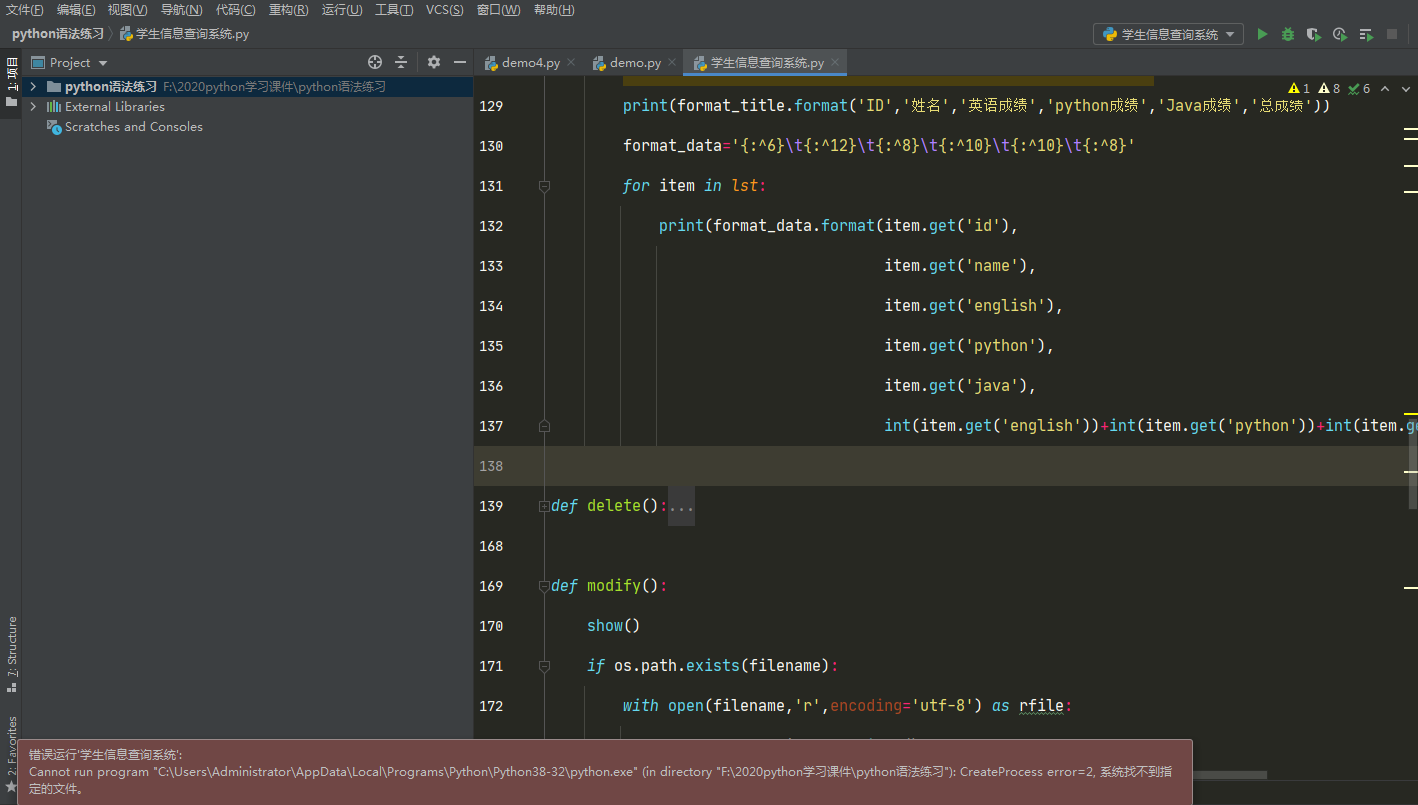 文件(F) 编辑(E) 视图(V) 导航(N) 代码(C) 重构(R) 运行(U) 工具(T) VCS(S) 窗口(W) 帮助(H)
python语法练习 学生信息查询系统.py 学生信息查询系统
1: 项目
Project
demo4.py demo.py 学生信息查询系统.py
python语法练习 F:\2020python学习课件\python语法练习
External Libraries
Scratches and Consoles
1 8 6
129 print(format_title.format('ID','姓名','英语成绩','python成绩','Java成绩','总成绩'))
130 format_data='{:^6}\t{:^12}\t{:^8}\t{:^10}\t{:^10}\t{:^8}'
131 for item in lst:
132 print(format_data.format(item.get('id'),
133 item.get('name'),
134 item.get('english'),
135 item.get('python'),
136 item.get('java'),
137 int(item.get('english'))+int(item.get('python'))+int(item.ge
138
139 def delete():...
168
169 def modify():
170 show()
171 if os.path.exists(filename):
172 with open(filename,'r',encoding='utf-8') as rfile:
7: Structure
2: Favorites
错误运行'学生信息查询系统':
Cannot run program "C:\Users\Administrator\AppData\Local\Programs\Python\Python38-32\python.exe" (in directory "F:\2020python学习课件\python语法练习"): CreateProcess error=2, 系统找不到指
定的文件。